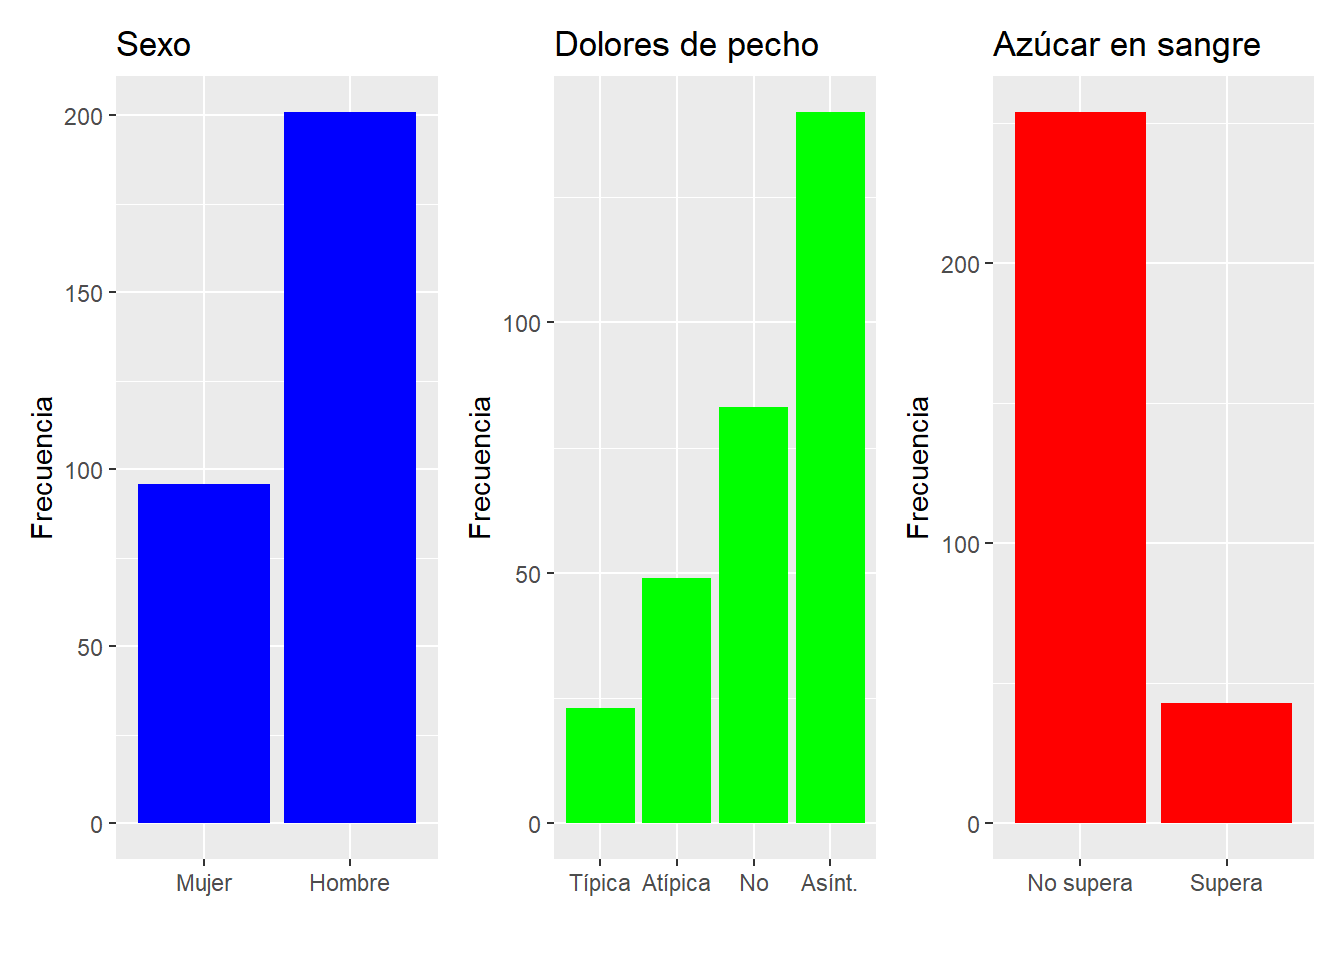 Sexo
Frecuencia
200
150
100
50
0
Mujer
Hombre
Dolores de pecho
Frecuencia
100
50
0
Típica
Atípica
No
Asínt.
Azúcar en sangre
Frecuencia
200
100
0
No supera
Supera